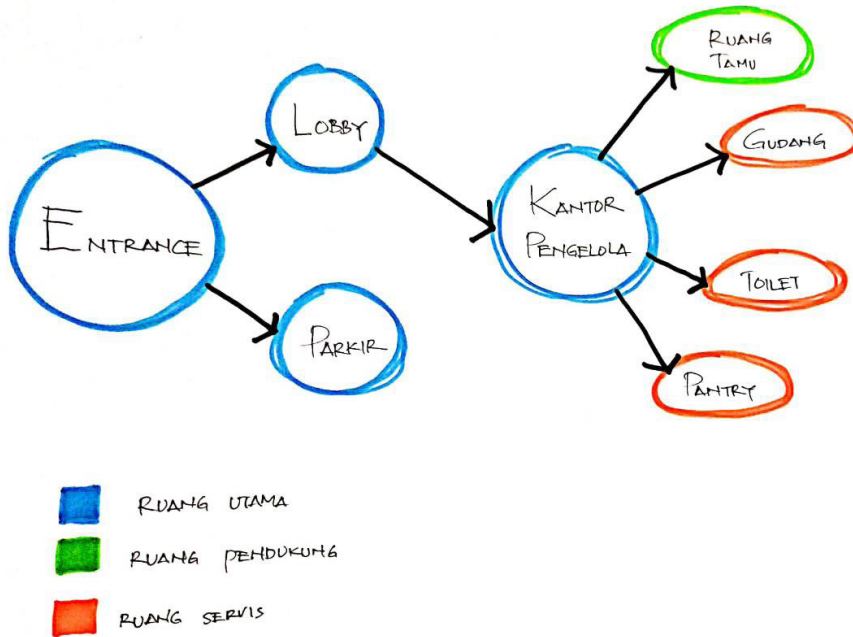 RUANG
TAMU
LOBBY
GUDANG
ENTRANCE
KANTOR
PENGELOLA
TOILET
PARKIR
PANTRY
RUANG UTAMA
RUANG PENDUKUNG
RUANG SERVIS